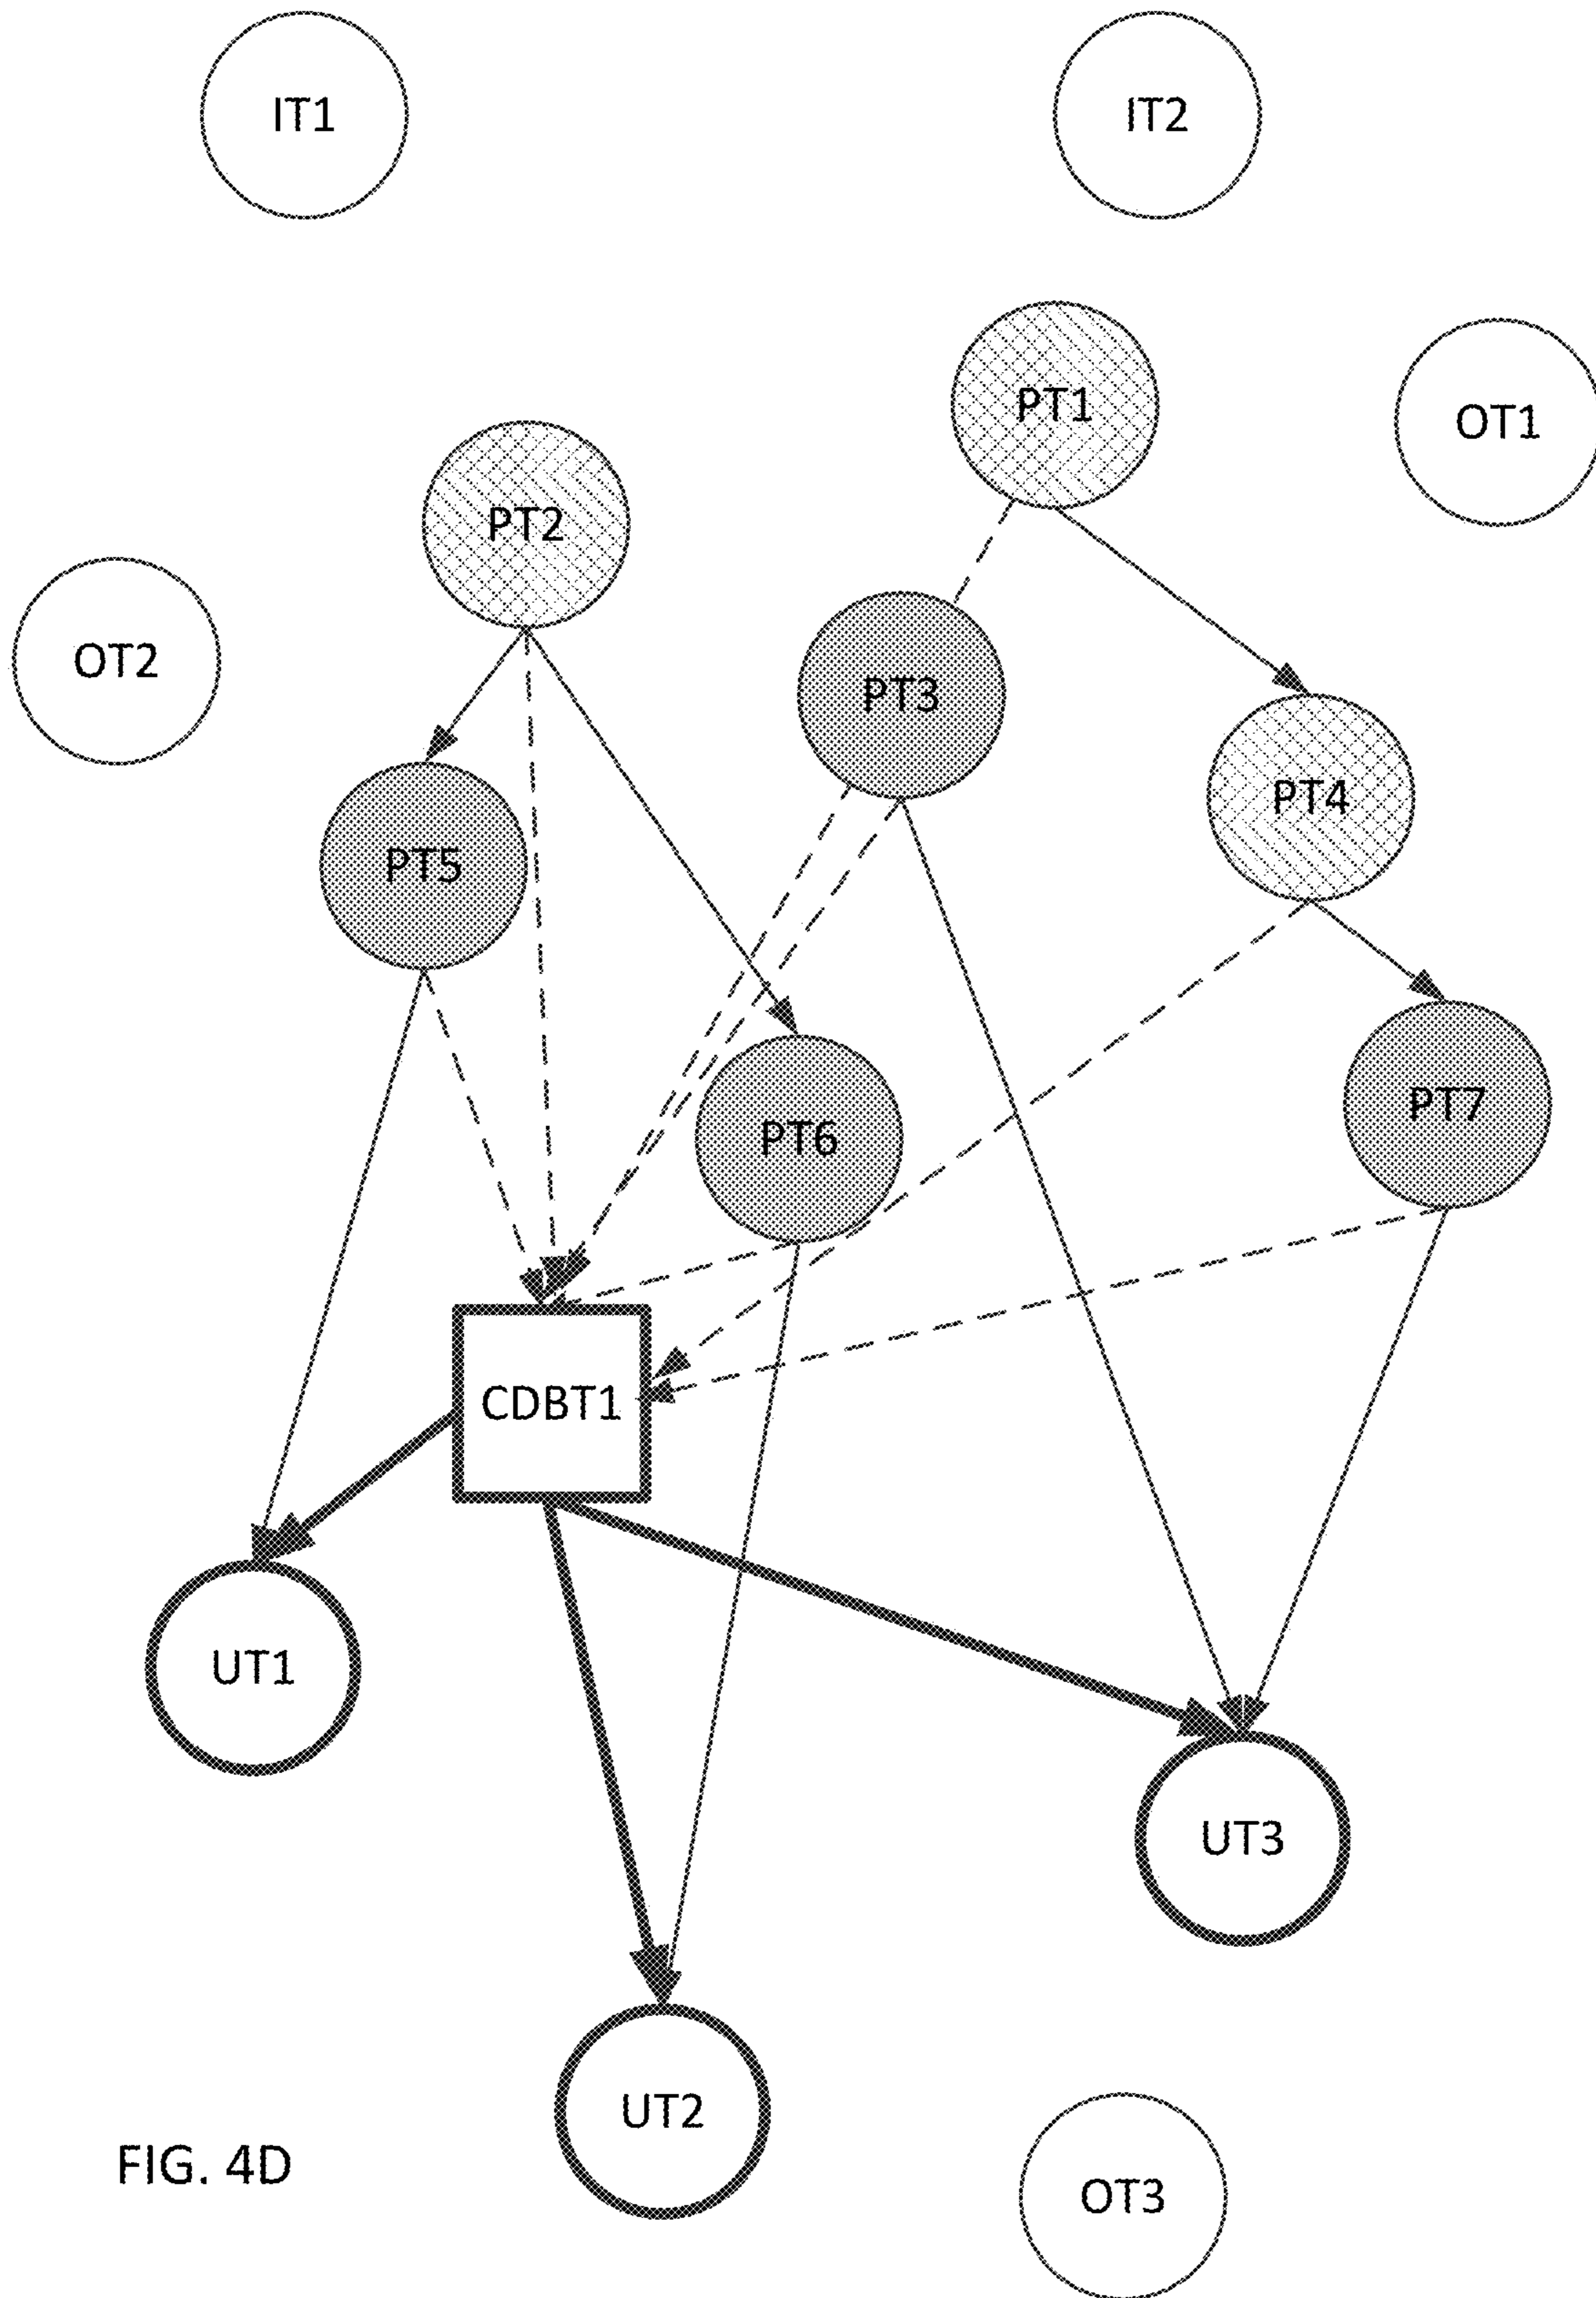 IT1
IT2
PT1
OT1
PT2
OT2
PT3
PT4
PT5
PT7
PT6
CDBT1
UT1
UT3
UT2
FIG. 4D
OT3